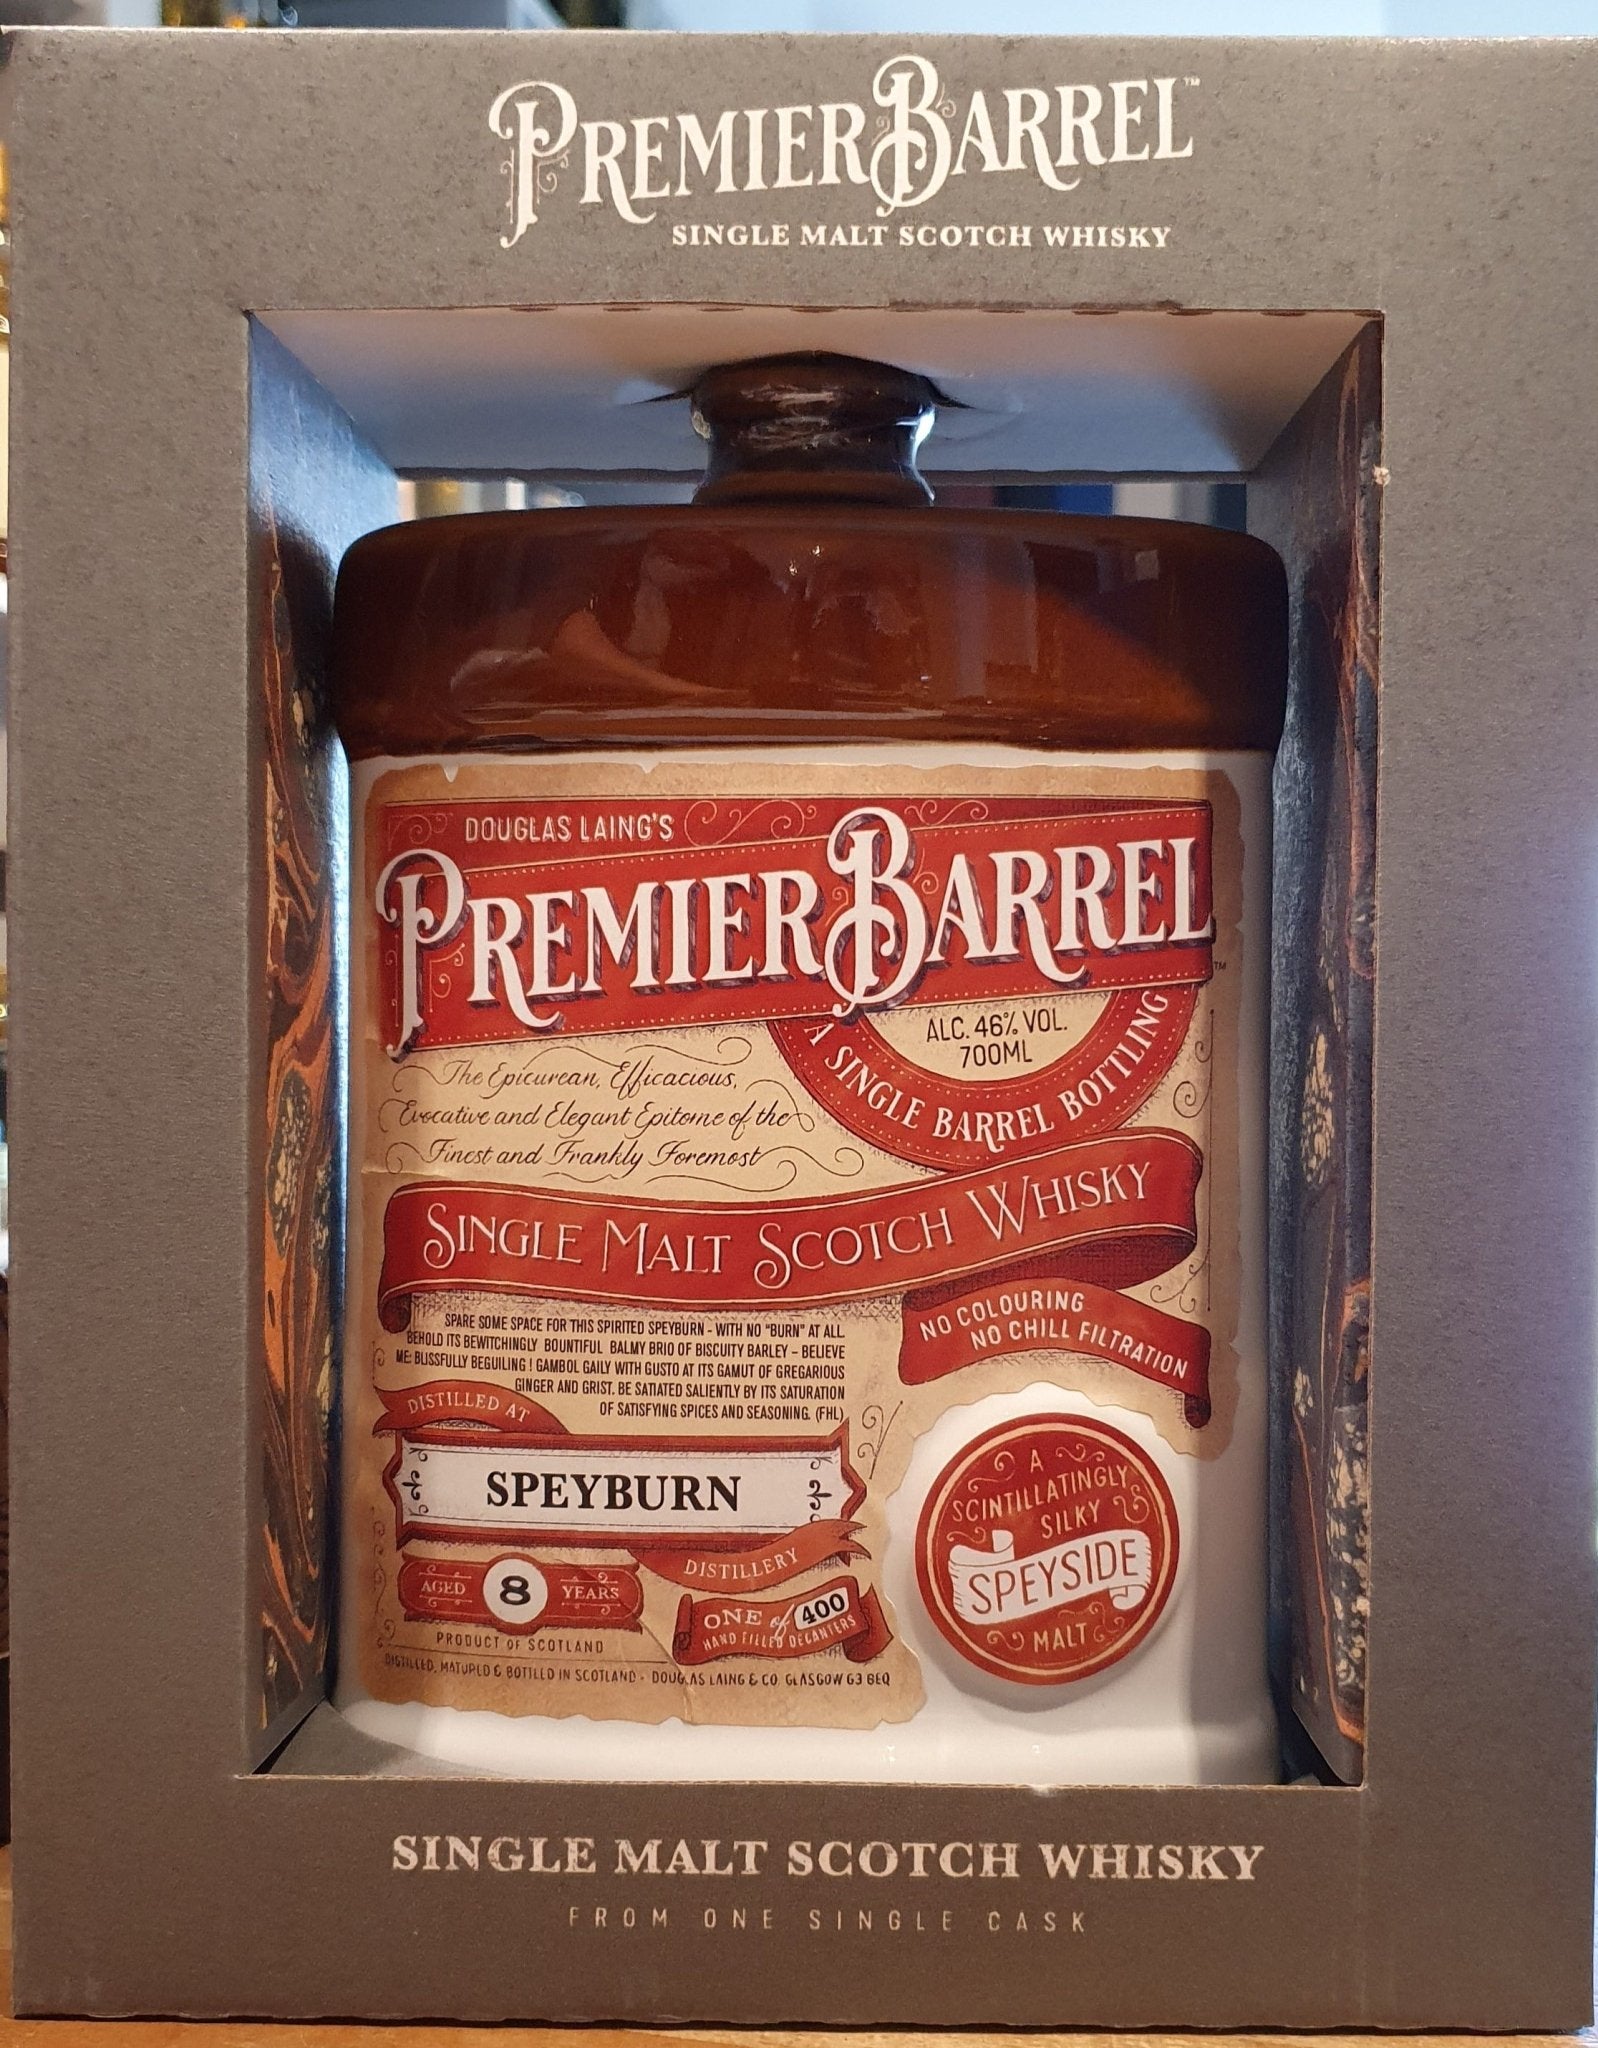 PREMIER BARREL™
SINGLE MALT SCOTCH WHISKY
DOUGLAS LAING'S
PREMIER BARREL™
ALC. 46% VOL.
700ML
A SINGLE BARREL BOTTLING
The Epicurean, Efficacious,
Evocative and Elegant Epitome of the
Finest and Frankly Foremost
SINGLE MALT SCOTCH WHISKY
NO COLOURING
NO CHILL FILTRATION
SPARE SOME SPACE FOR THIS SPIRITED SPEYBURN - WITH NO "BURN" AT ALL.
BEHOLD ITS BEWITCHINGLY BOUNTIFUL BALMY BRIO OF BISCUITY BARLEY - BELIEVE
ME: BLISSFULLY BEGUILING ! GAMBOL GAILY WITH GUSTO AT ITS GAMUT OF GREGARIOUS
GINGER AND GRIST. BE SATIATED SALIENTLY BY ITS SATURATION
OF SATISFYING SPICES AND SEASONING. (FHL)
DISTILLED AT
SPEYBURN
DISTILLERY
AGED 8 YEARS
ONE of 400
HAND FILLED DECANTERS
PRODUCT OF SCOTLAND
DISTILLED, MATURED & BOTTLED IN SCOTLAND - DOUGLAS LAING & CO. GLASGOW G3 8EQ
A
SCINTILLATINGLY
SILKY
SPEYSIDE
MALT
SINGLE MALT SCOTCH WHISKY
FROM ONE SINGLE CASK